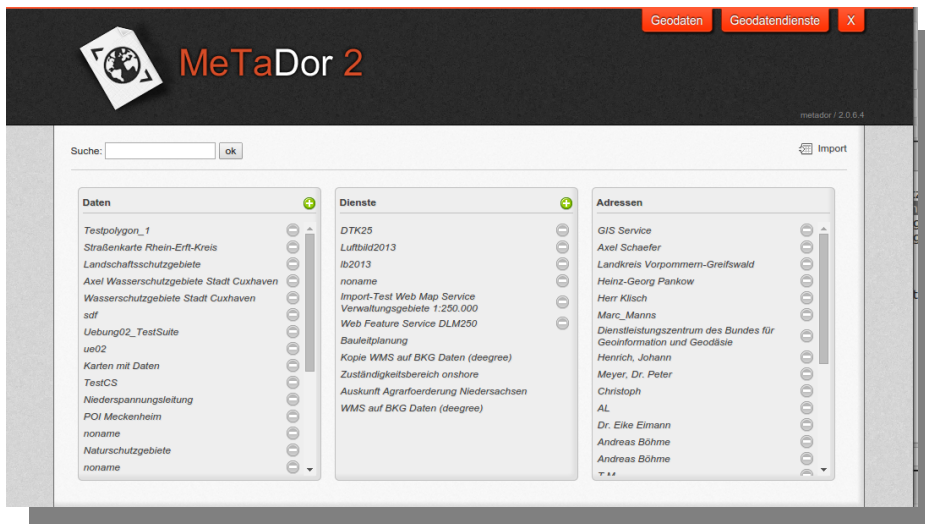 Geodaten Geodatendienste X
MeTaDor 2
metador / 2.0.6.4
Suche: ok Import
Daten
Testpolygon_1
Straßenkarte Rhein-Erft-Kreis
Landschaftsschutzgebiete
Axel Wasserschutzgebiete Stadt Cuxhaven
Wasserschutzgebiete Stadt Cuxhaven
sdf
Uebung02_TestSuite
ue02
Karten mit Daten
TestCS
Niederspannungsleitung
POI Meckenheim
noname
Naturschutzgebiete
noname
Dienste
DTK25
Luftbild2013
lb2013
noname
Import-Test Web Map Service
Verwaltungsgebiete 1:250.000
Web Feature Service DLM250
Bauleitplanung
Kopie WMS auf BKG Daten (deegree)
Zuständigkeitsbereich onshore
Auskunft Agrarfoerderung Niedersachsen
WMS auf BKG Daten (deegree)
Adressen
GIS Service
Axel Schaefer
Landkreis Vorpommern-Greifswald
Heinz-Georg Pankow
Herr Klisch
Marc_Manns
Dienstleistungszentrum des Bundes für
Geoinformation und Geodäsie
Henrich, Johann
Meyer, Dr. Peter
Christoph
AL
Dr. Eike Eimann
Andreas Böhme
Andreas Böhme